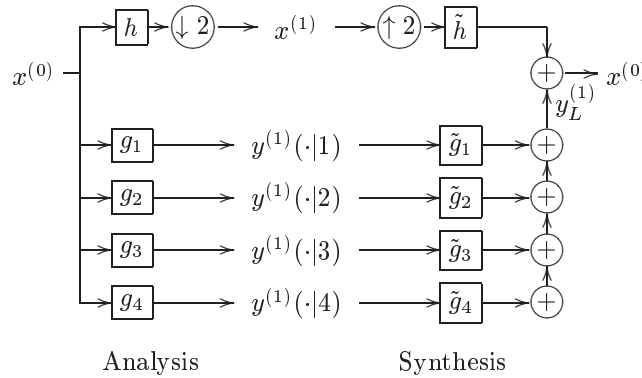 h ↓ 2 x^{(1)} ↑ 2 \tilde{h}
x^{(0)} + x^{(0)}
y_L^{(1)}
g_1 y^{(1)}(·|1) \tilde{g}_1 +
g_2 y^{(1)}(·|2) \tilde{g}_2 +
g_3 y^{(1)}(·|3) \tilde{g}_3 +
g_4 y^{(1)}(·|4) \tilde{g}_4 +
Analysis Synthesis